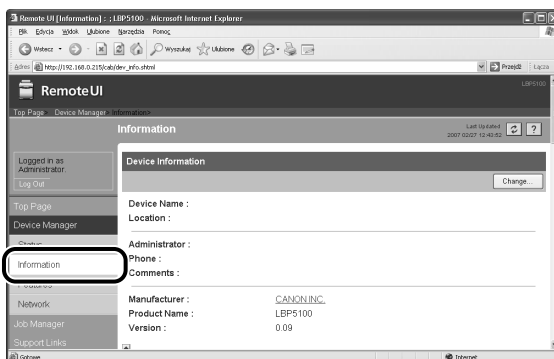 Remote UI [Information] : ; LBP5100 - Microsoft Internet Explorer
Plik Edycja Widok Ulubione Narzędzia Pomoc
Wstecz Wyszukaj Ulubione
Adres http://192.168.0.215/cab/dev_info.shtml Przejdź Łącza
Remote UI LBP5100
Top Page> Device Manager> Information>
Information Last Updated:
2007 02/27 12:43:52
Logged in as
Administrator.
Log Out
Device Information
Change...
Top Page
Device Manager
Status
Information
Features
Network
Job Manager
Support Links
Device Name :
Location :
Administrator :
Phone :
Comments :
Manufacturer : CANON INC.
Product Name : LBP5100
Version : 0.09
Gotowe Internet